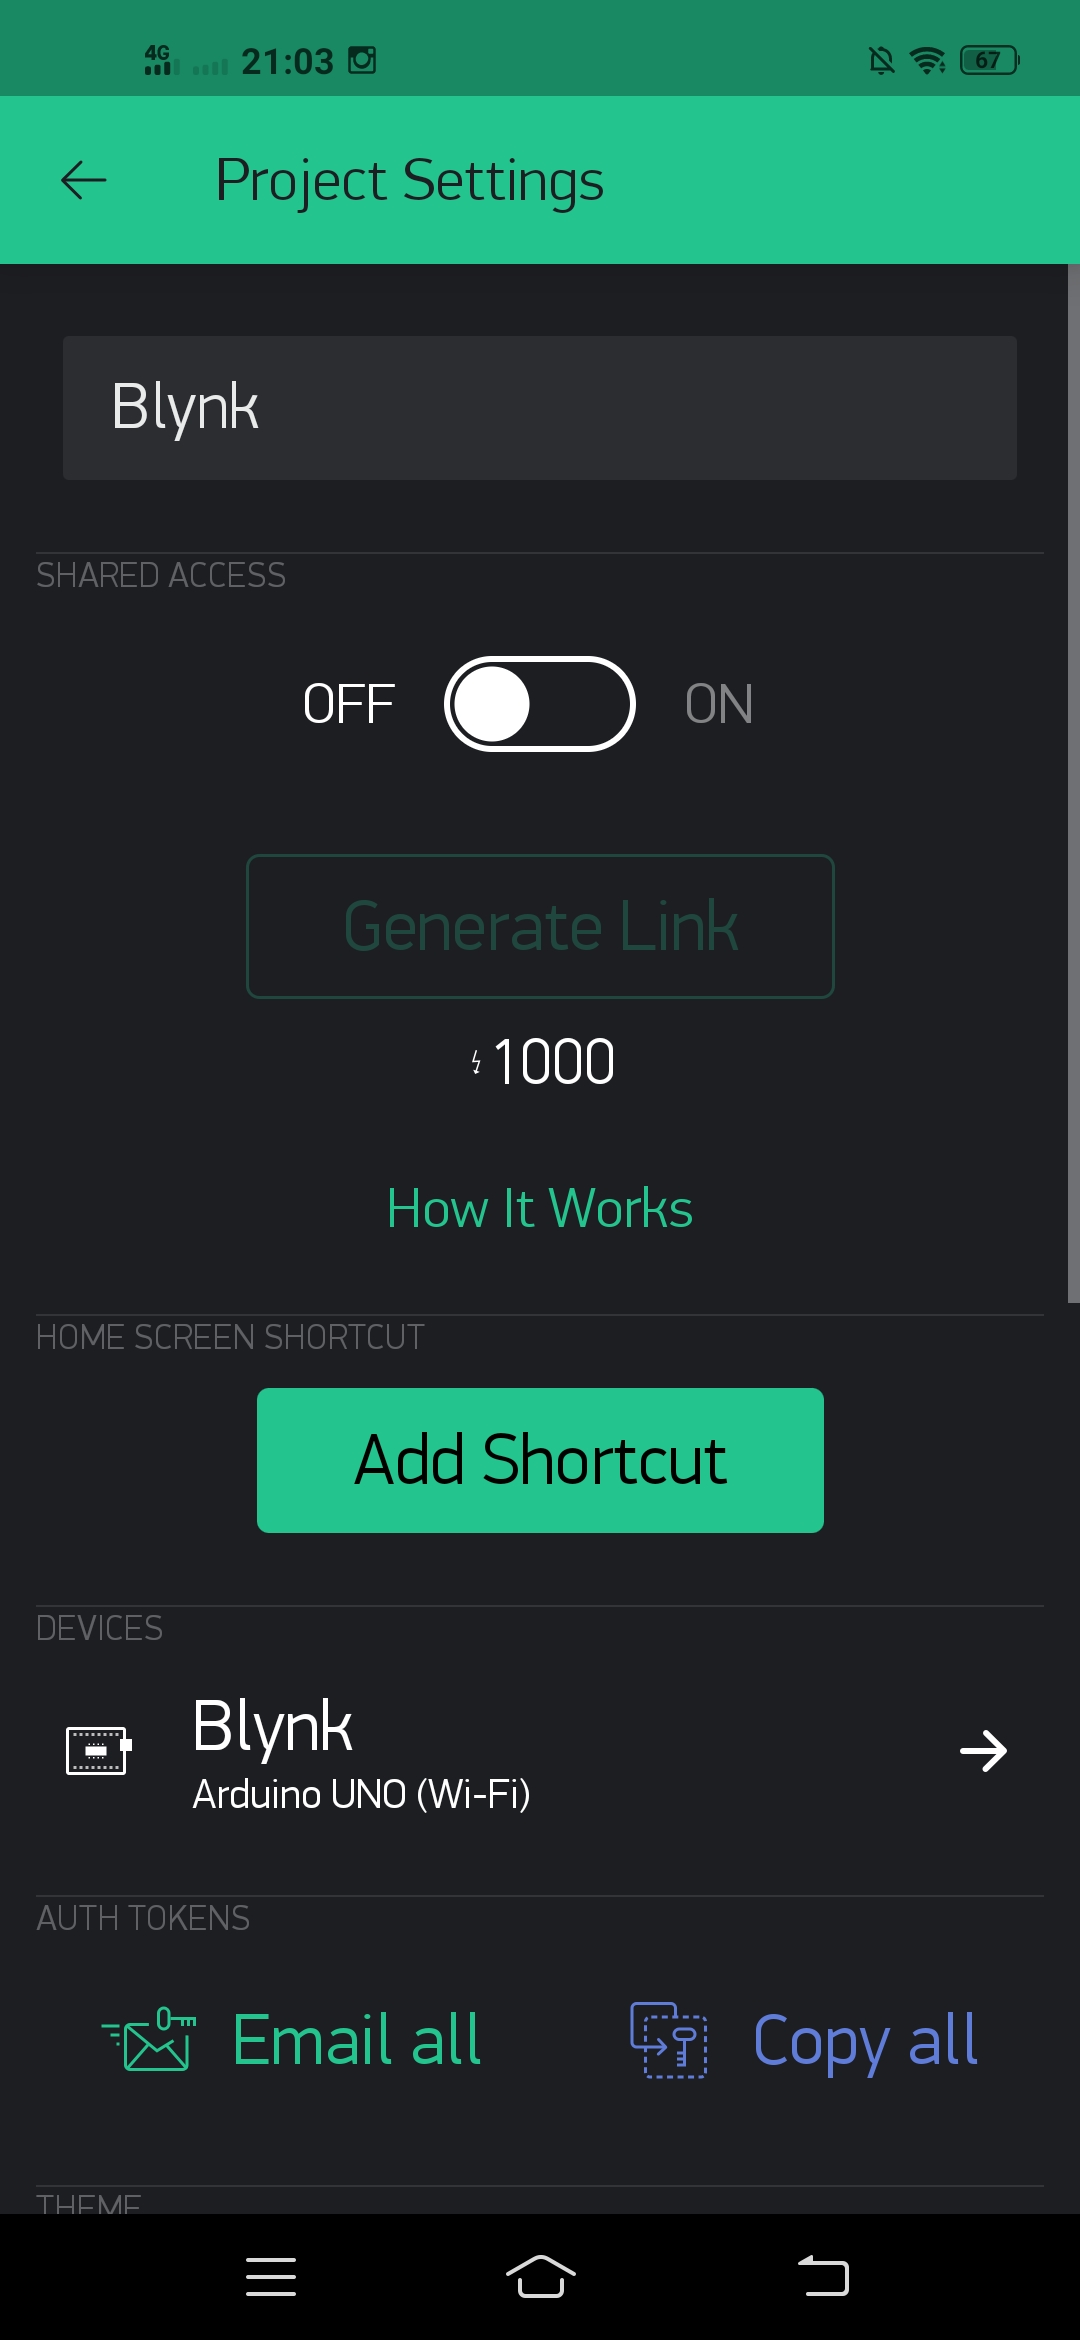 4G 21:03 67
Project Settings
Blynk
SHARED ACCESS
OFF ON
Generate Link
1000
How It Works
HOME SCREEN SHORTCUT
Add Shortcut
DEVICES
Blynk
Arduino UNO (Wi-Fi)
AUTH TOKENS
Email all Copy all
THEME